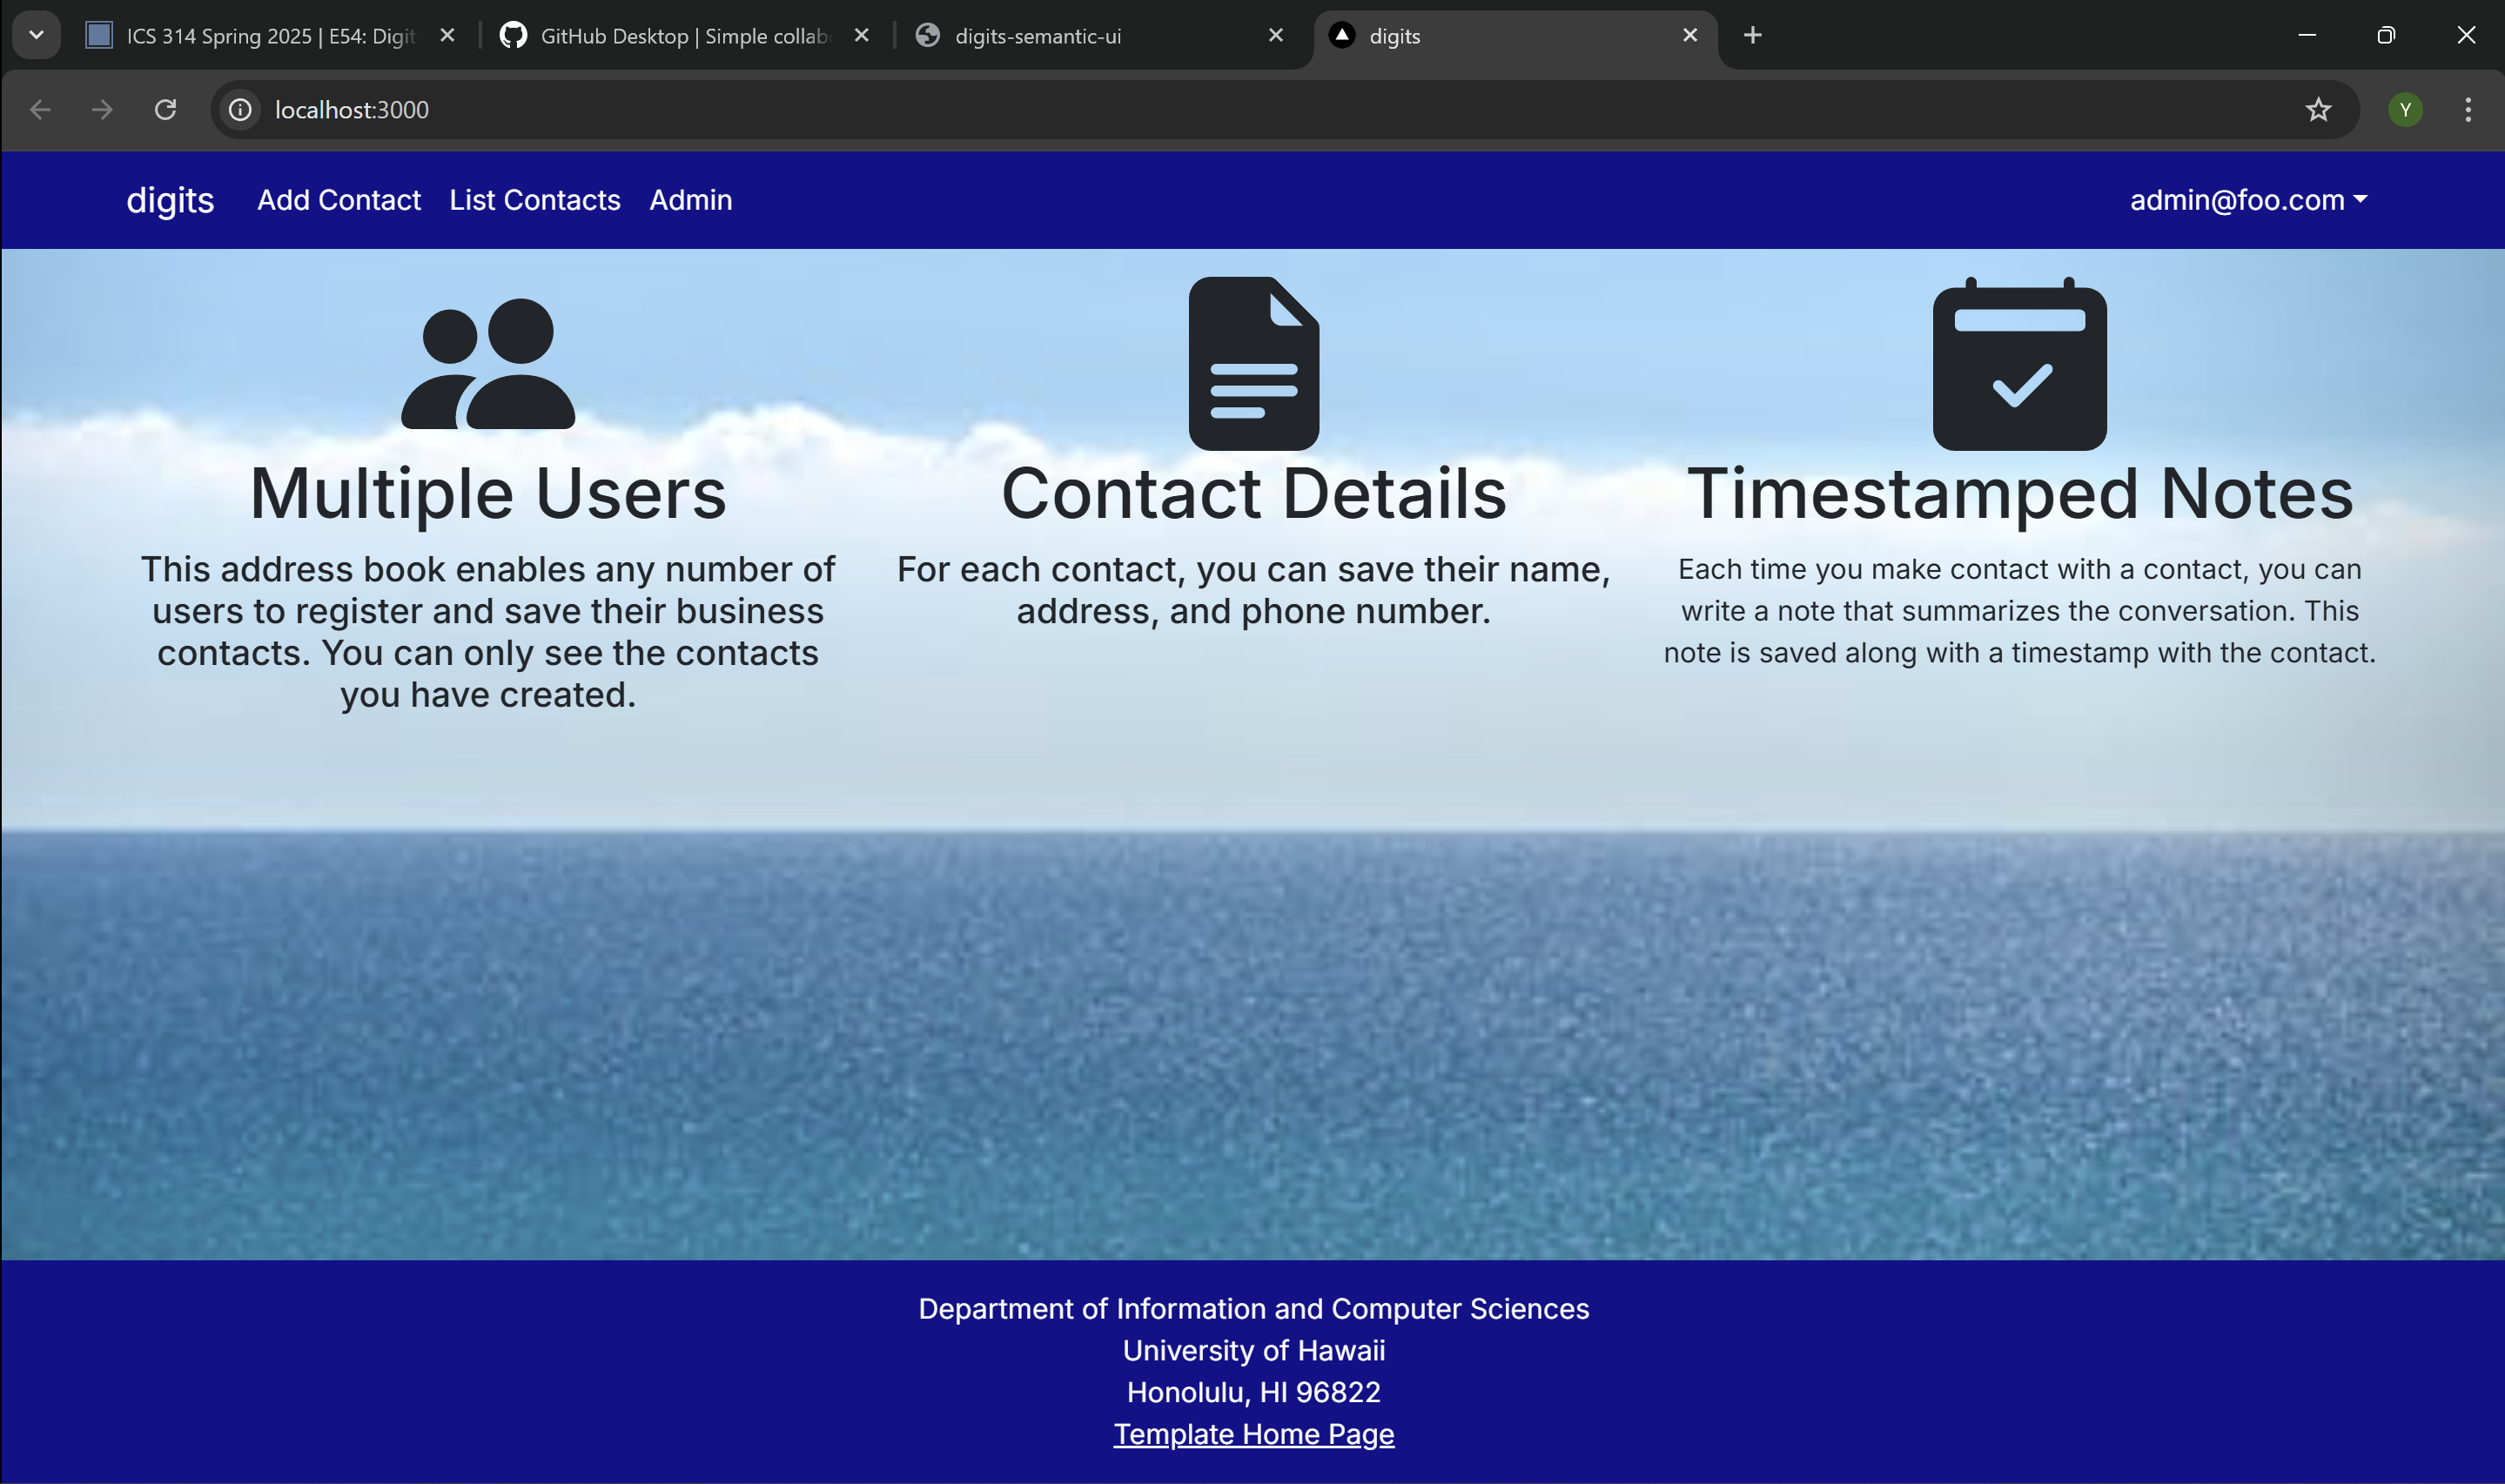 ICS 314 Spring 2025 | E54: Digit
GitHub Desktop | Simple collab
digits-semantic-ui
digits
localhost:3000
Y
digits Add Contact List Contacts Admin admin@foo.com
Multiple Users
This address book enables any number of
users to register and save their business
contacts. You can only see the contacts
you have created.
Contact Details
For each contact, you can save their name,
address, and phone number.
Timestamped Notes
Each time you make contact with a contact, you can
write a note that summarizes the conversation. This
note is saved along with a timestamp with the contact.
Department of Information and Computer Sciences
University of Hawaii
Honolulu, HI 96822
Template Home Page